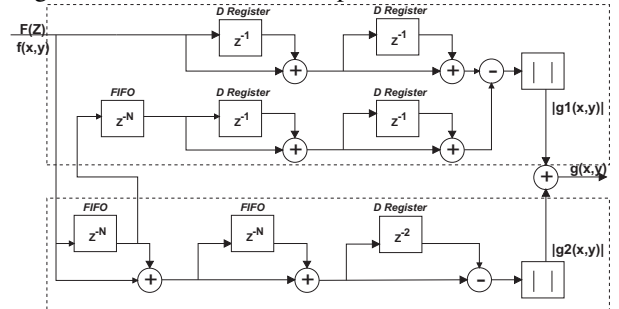 D Register D Register
F(Z)
f(x,y)
z-1 z-1
+ + - | |
FIFO D Register D Register
|g1(x,y)|
z-N z-1 z-1
+ +
+ g(x,y)
FIFO FIFO D Register
z-N z-N z-2
|g2(x,y)|
+ + - | |